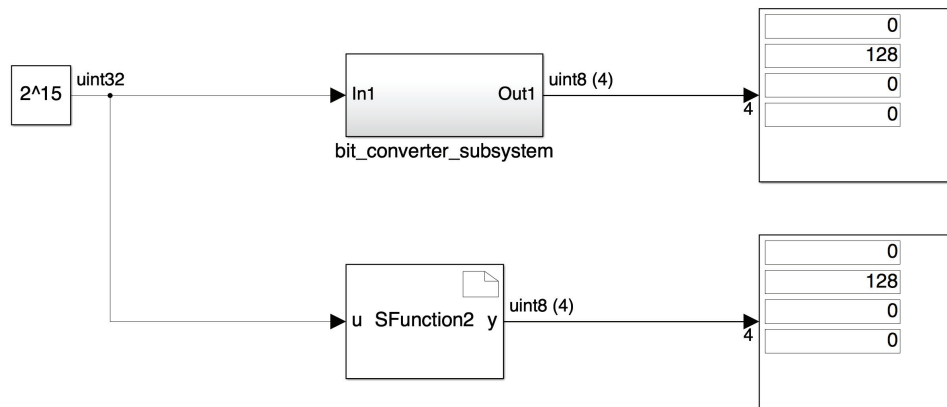 2^15
uint32
In1
Out1
bit_converter_subsystem
uint8 (4)
4
0
128
0
0
u
SFunction2
y
uint8 (4)
4
0
128
0
0